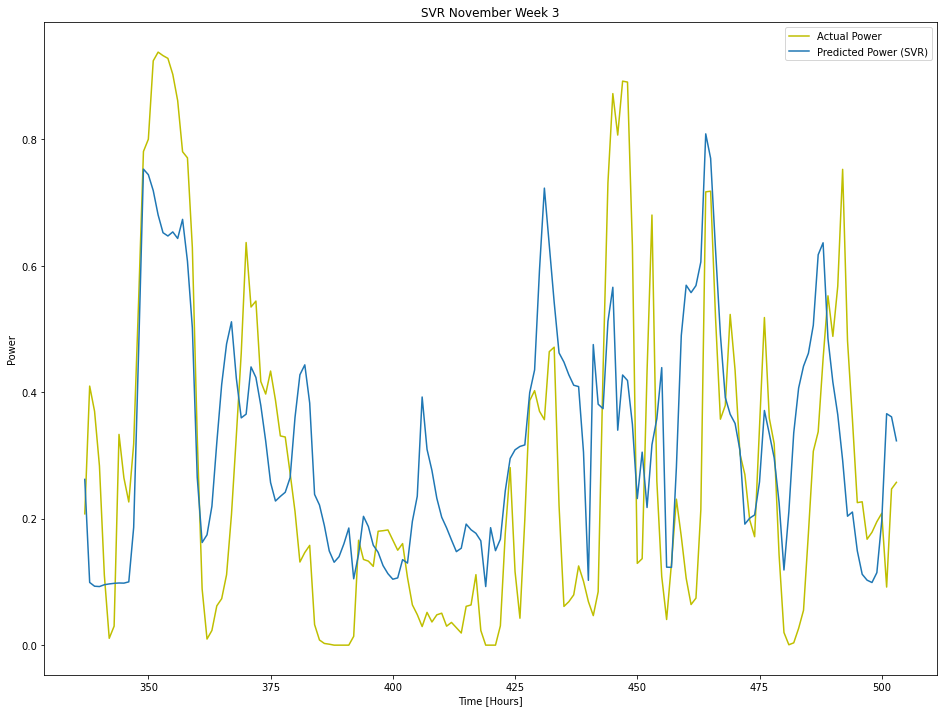 SVR November Week 3
Actual Power
Predicted Power (SVR)
0.8
0.6
Power
0.4
0.2
0.0
350 375 400 425 450 475 500
Time [Hours]